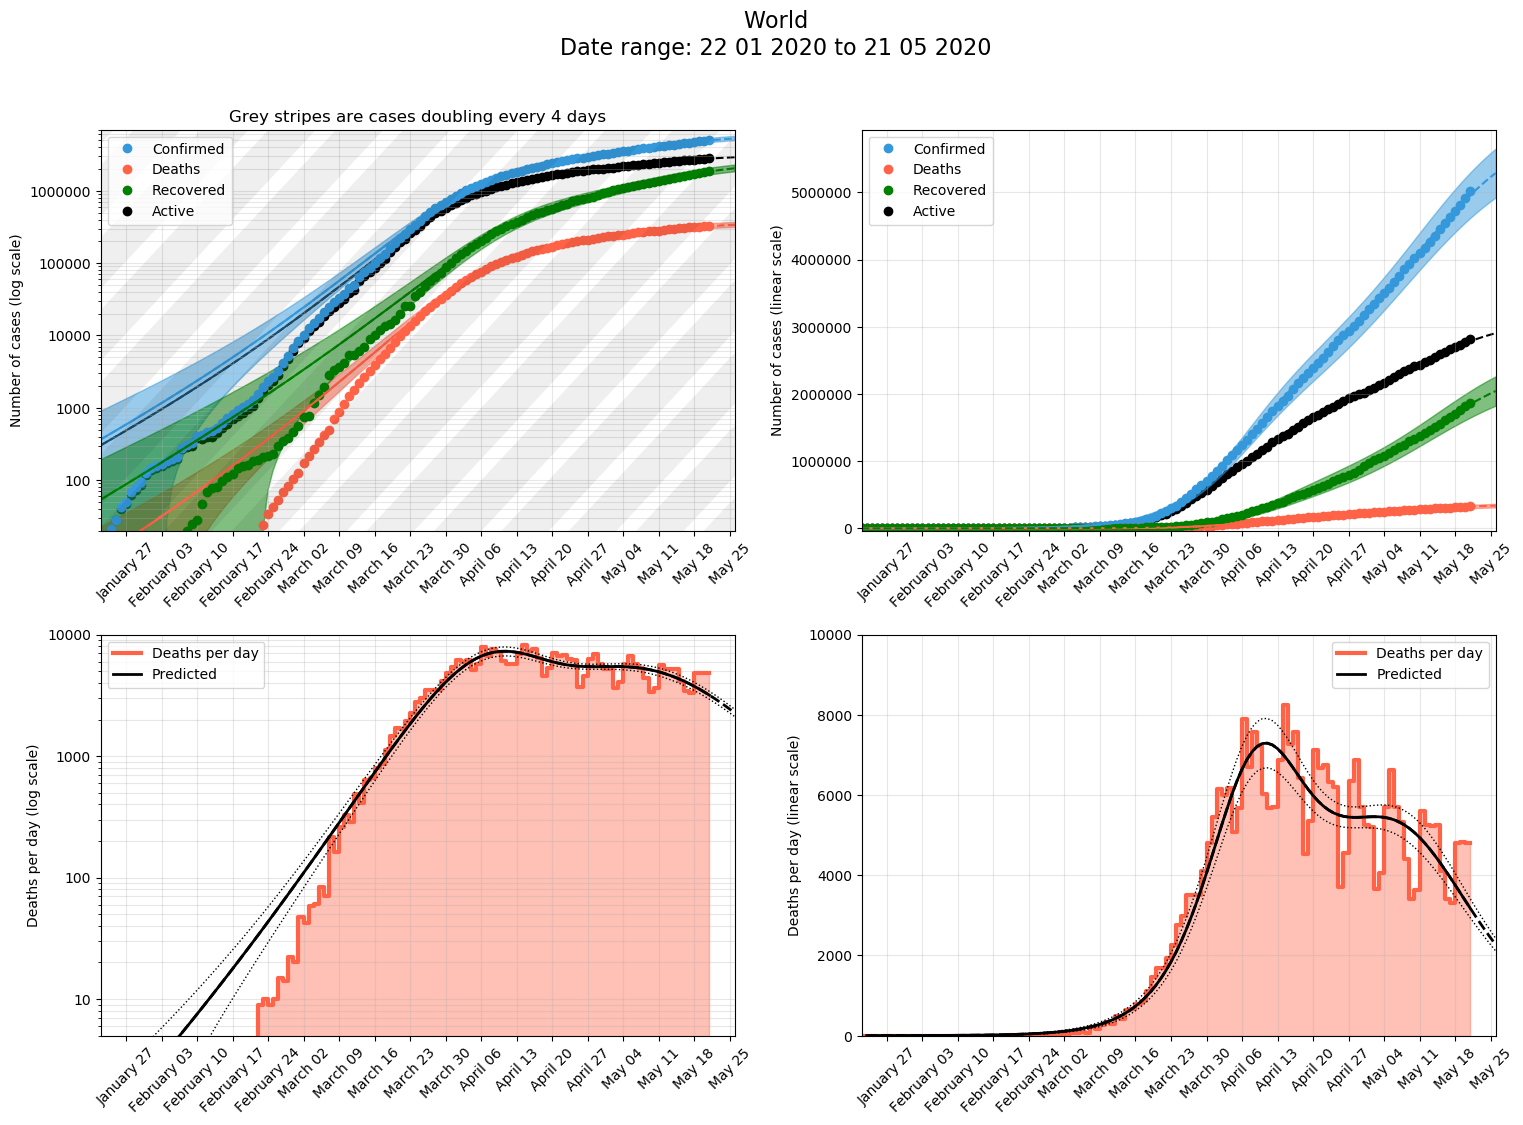 World
Date range: 22 01 2020 to 21 05 2020
Grey stripes are cases doubling every 4 days
Number of cases (log scale)
1000000
100000
10000
1000
100
Confirmed
Deaths
Recovered
Active
January 27
February 03
February 10
February 17
February 24
March 02
March 09
March 16
March 23
March 30
April 06
April 13
April 20
April 27
May 04
May 11
May 18
May 25
Number of cases (linear scale)
5000000
4000000
3000000
2000000
1000000
0
Confirmed
Deaths
Recovered
Active
January 27
February 03
February 10
February 17
February 24
March 02
March 09
March 16
March 23
March 30
April 06
April 13
April 20
April 27
May 04
May 11
May 18
May 25
Deaths per day (log scale)
10000
1000
100
10
Deaths per day
Predicted
January 27
February 03
February 10
February 17
February 24
March 02
March 09
March 16
March 23
March 30
April 06
April 13
April 20
April 27
May 04
May 11
May 18
May 25
Deaths per day (linear scale)
10000
8000
6000
4000
2000
0
Deaths per day
Predicted
January 27
February 03
February 10
February 17
February 24
March 02
March 09
March 16
March 23
March 30
April 06
April 13
April 20
April 27
May 04
May 11
May 18
May 25